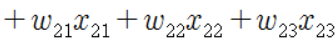 + w₂₁x₂₁ + w₂₂x₂₂ + w₂₃x₂₃